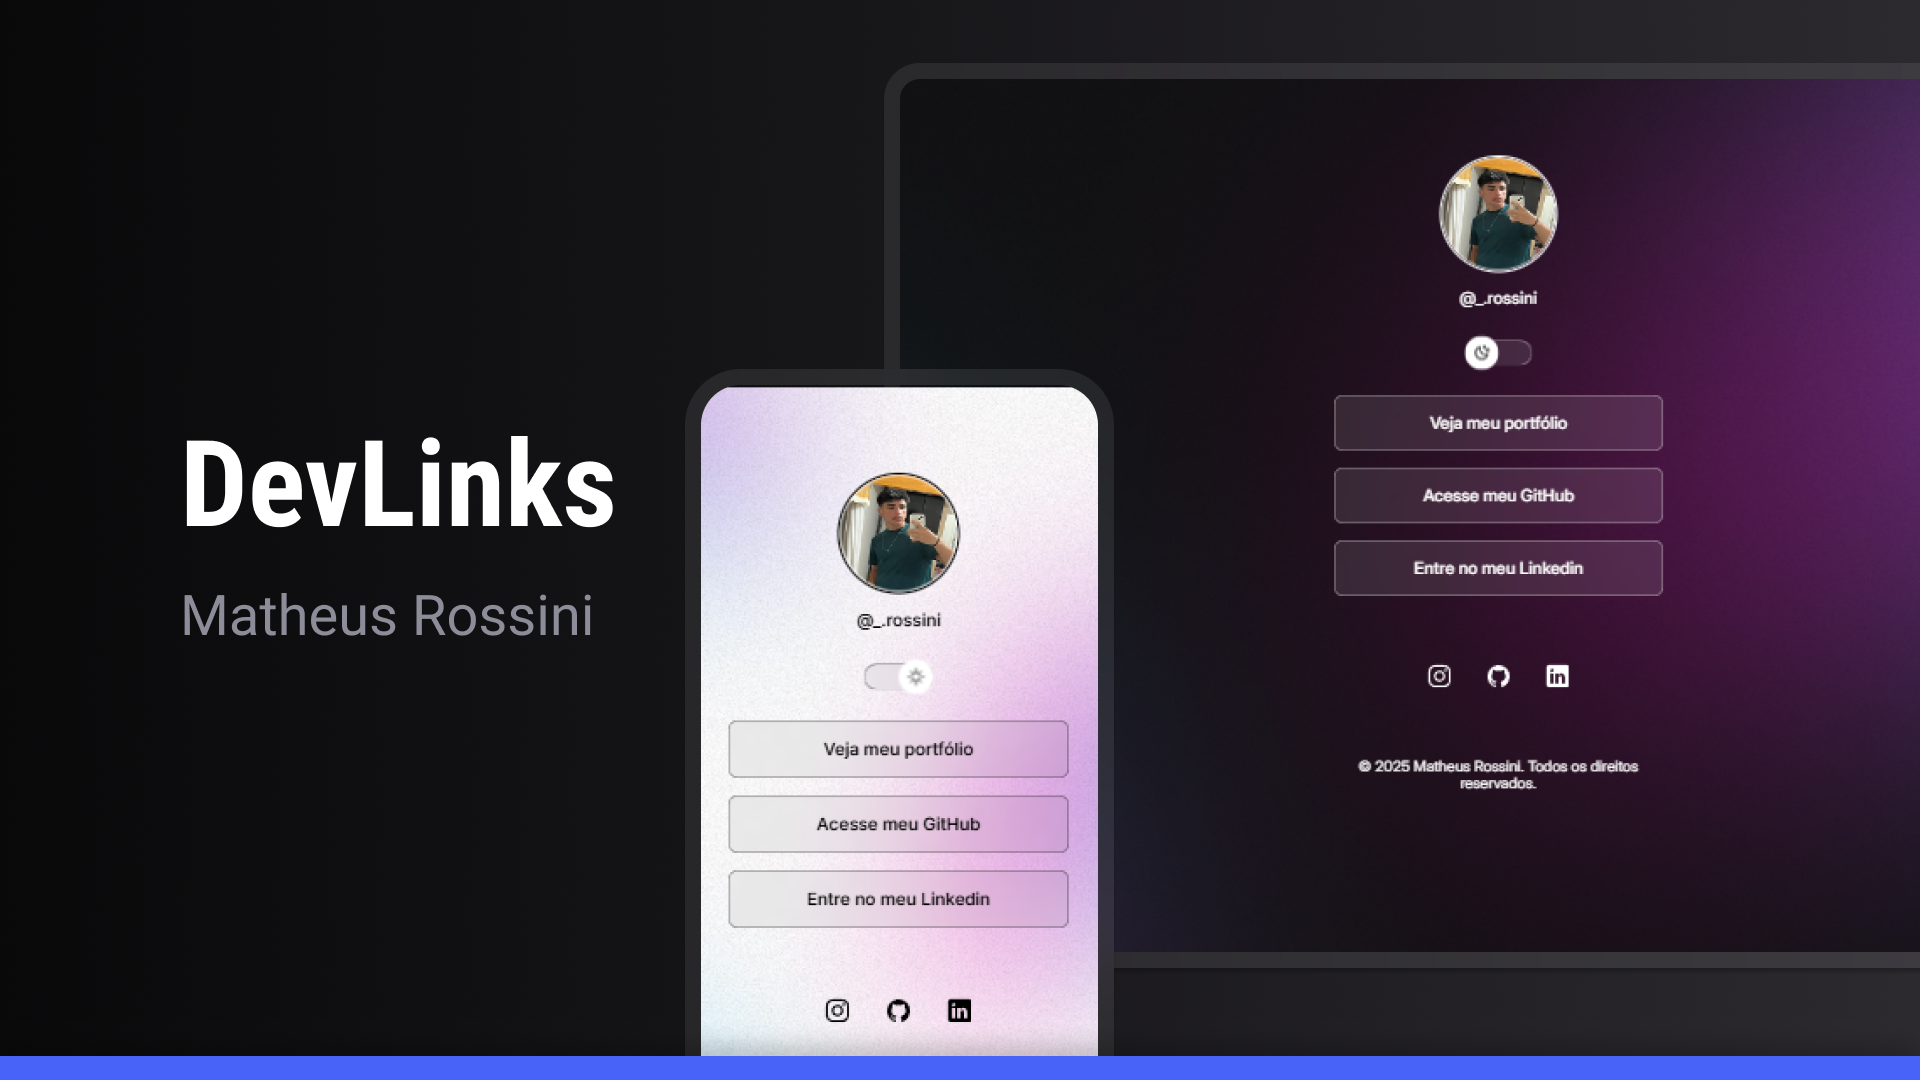 DevLinks
Matheus Rossini
@_.rossini
Veja meu portfólio
Acesse meu GitHub
Entre no meu Linkedin
@_.rossini
Veja meu portfólio
Acesse meu GitHub
Entre no meu Linkedin
© 2025 Matheus Rossini. Todos os direitos
reservados.